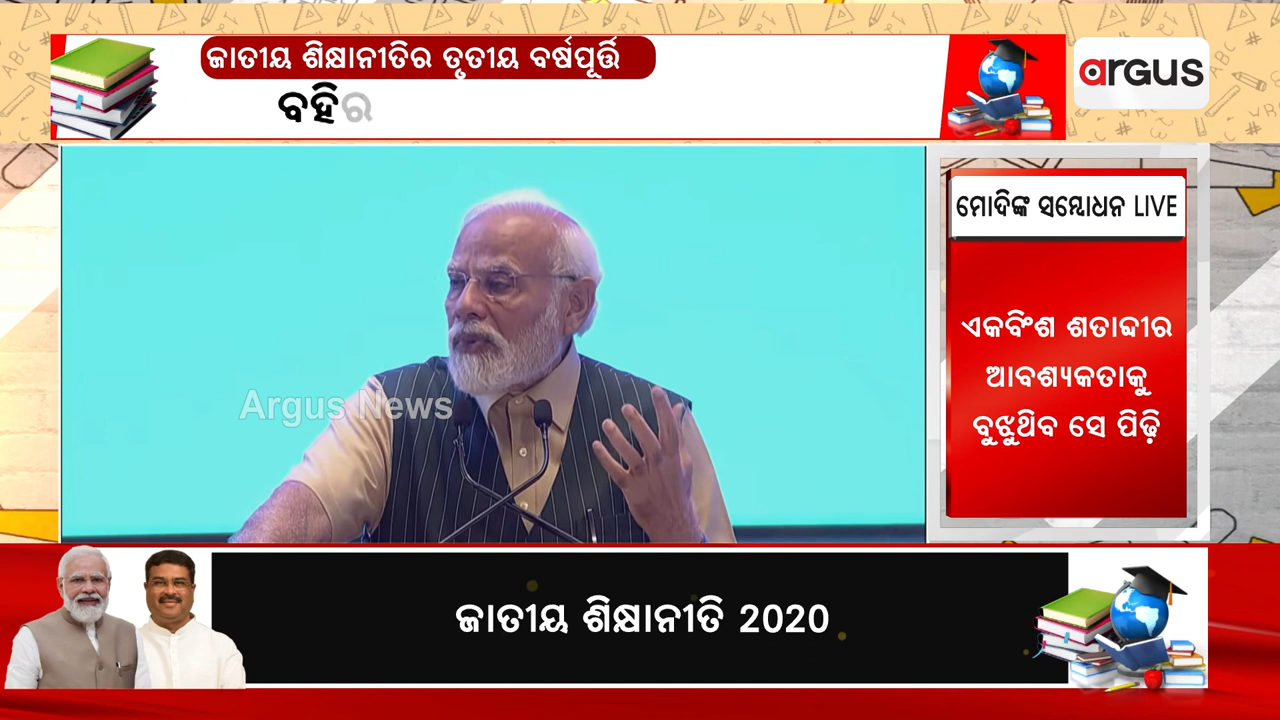 ଜାତୀୟ ଶିକ୍ଷାନୀତିର ତୃତୀୟ ବର୍ଷପୂର୍ତ୍ତି
ବହିର
argus
ମୋଦିଙ୍କ ସମ୍ବୋଧନ LIVE
ଏକବିଂଶ ଶତାବ୍ଦୀର
ଆବଶ୍ୟକତାକୁ
ବୁଝୁଥିବ ସେ ପିଢ଼ି
Argus News
ଜାତୀୟ ଶିକ୍ଷାନୀତି 2020